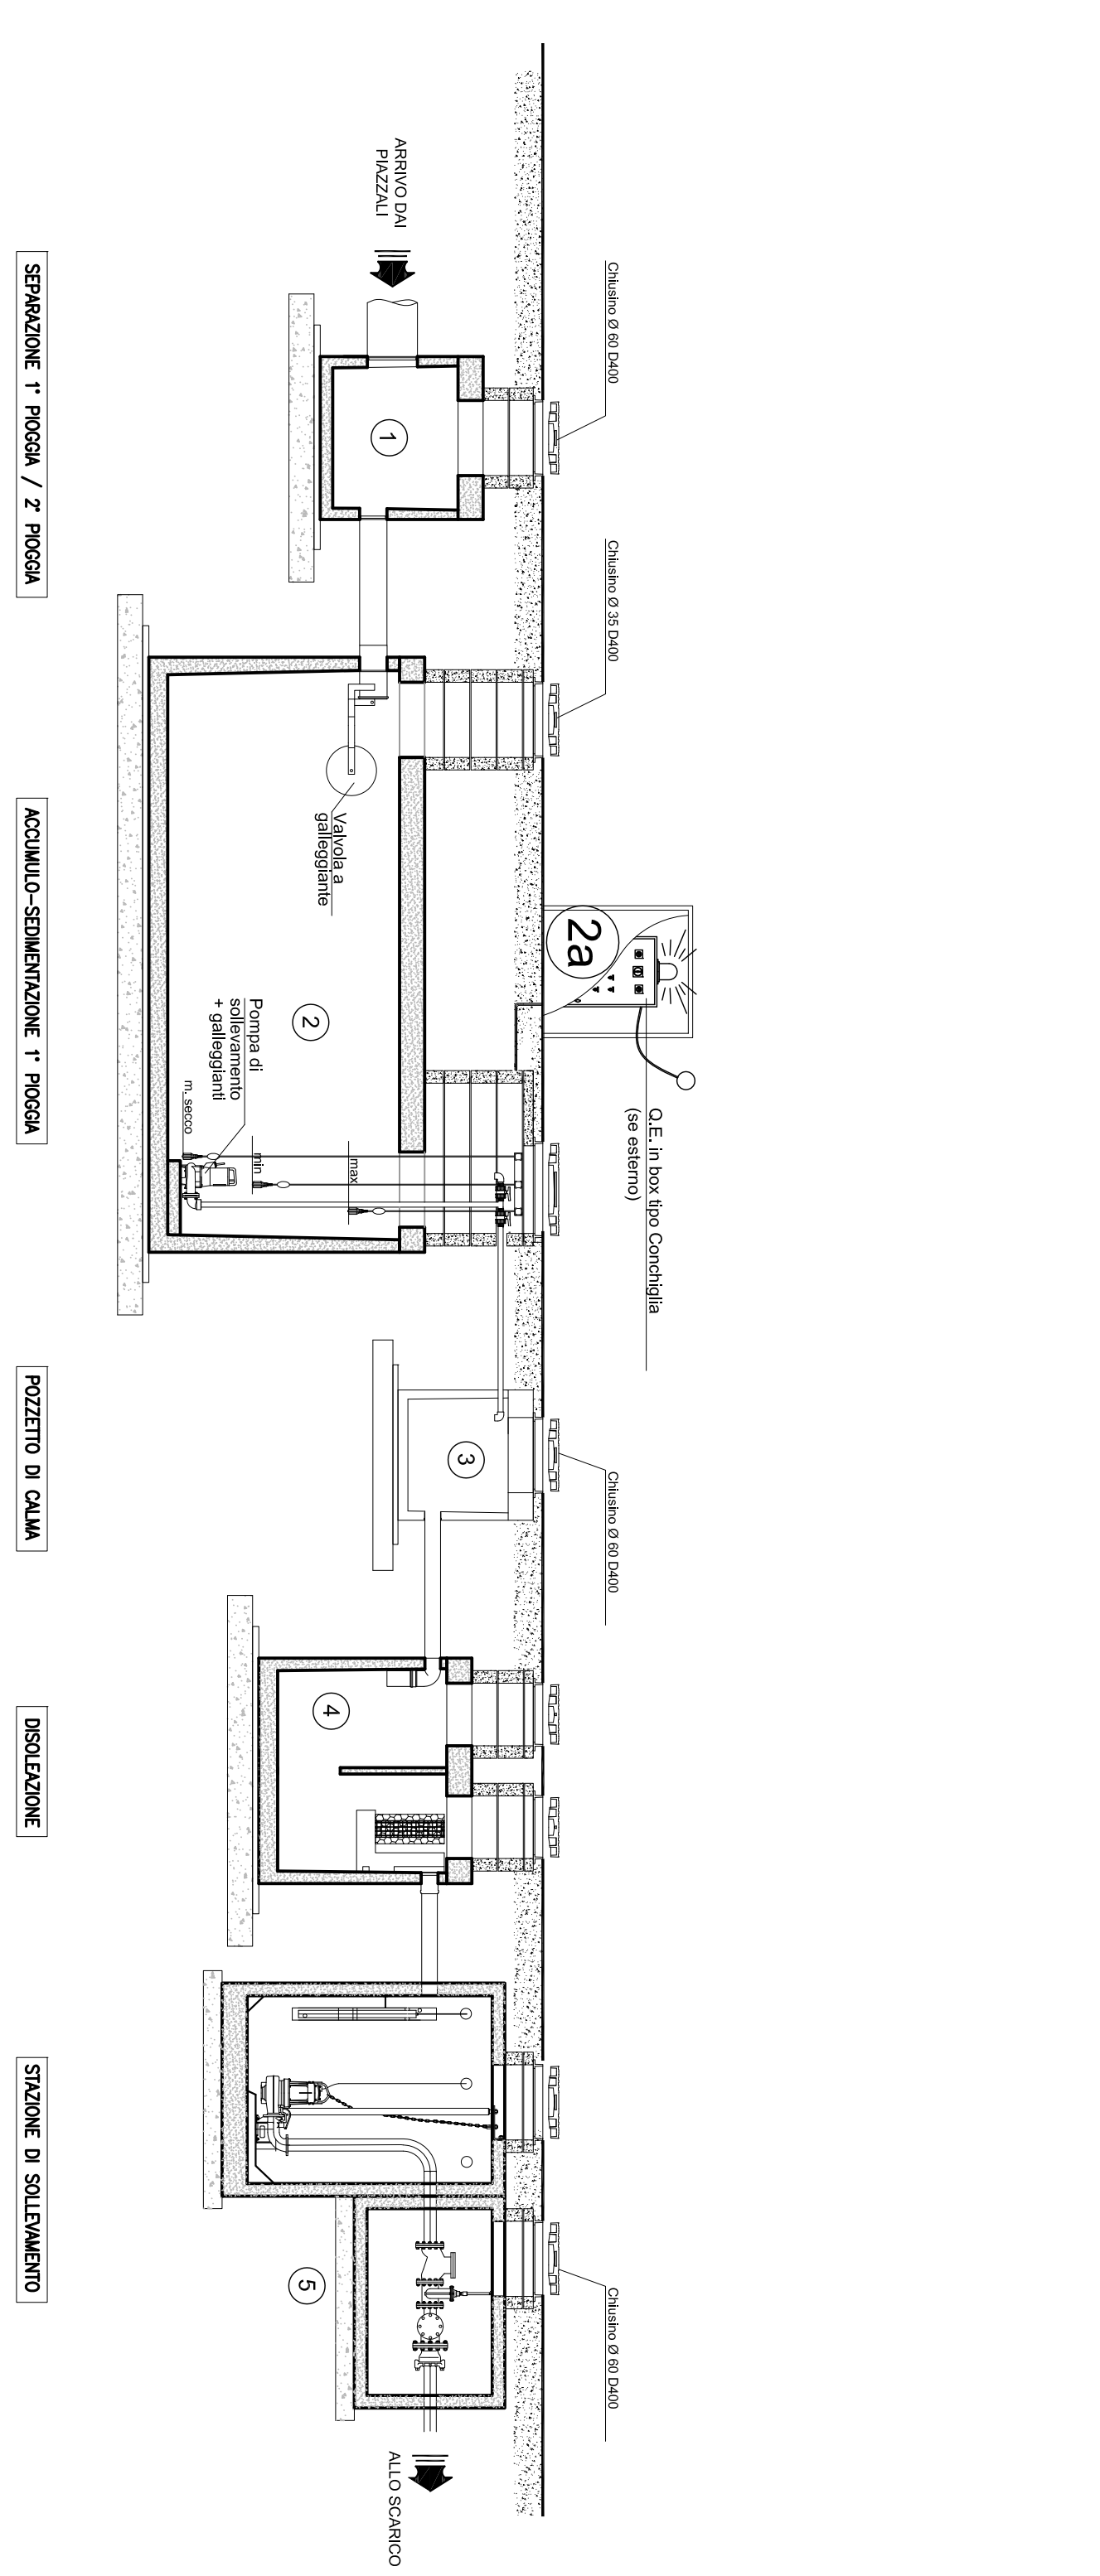 Chiusino Ø 60 D400
Chiusino Ø 35 D400
Q.E. in box tipo Conchiglia
(se esterno)
Chiusino Ø 60 D400
Chiusino Ø 60 D400
2a
ARRIVO DAI
PIAZZALI
1
Valvola a
galleggiante
2
Pompa di
sollevamento
+ galleggianti
m. secco
min
max
3
4
5
ALLO SCARICO
SEPARAZIONE 1° PIOGGIA / 2° PIOGGIA
ACCUMULO-SEDIMENTAZIONE 1° PIOGGIA
POZZETTO DI CALMA
DISOLEAZIONE
STAZIONE DI SOLLEVAMENTO